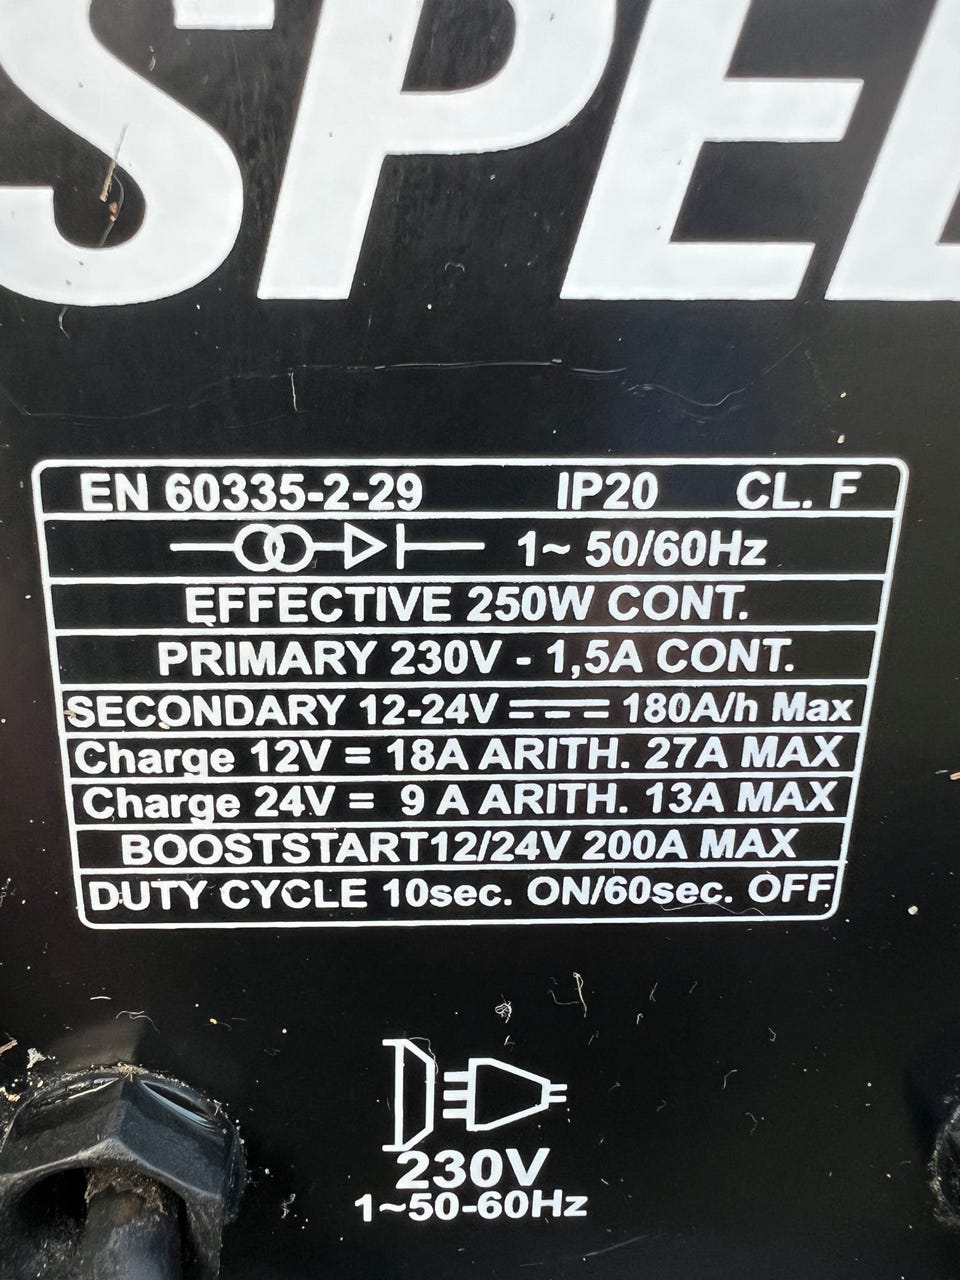 SPEE
EN 60335-2-29 IP20 CL. F
1~ 50/60Hz
EFFECTIVE 250W CONT.
PRIMARY 230V - 1,5A CONT.
SECONDARY 12-24V 180A/h Max
Charge 12V = 18A ARITH. 27A MAX
Charge 24V = 9 A ARITH. 13A MAX
BOOSTSTART12/24V 200A MAX
DUTY CYCLE 10sec. ON/60sec. OFF
230V
1~50-60Hz